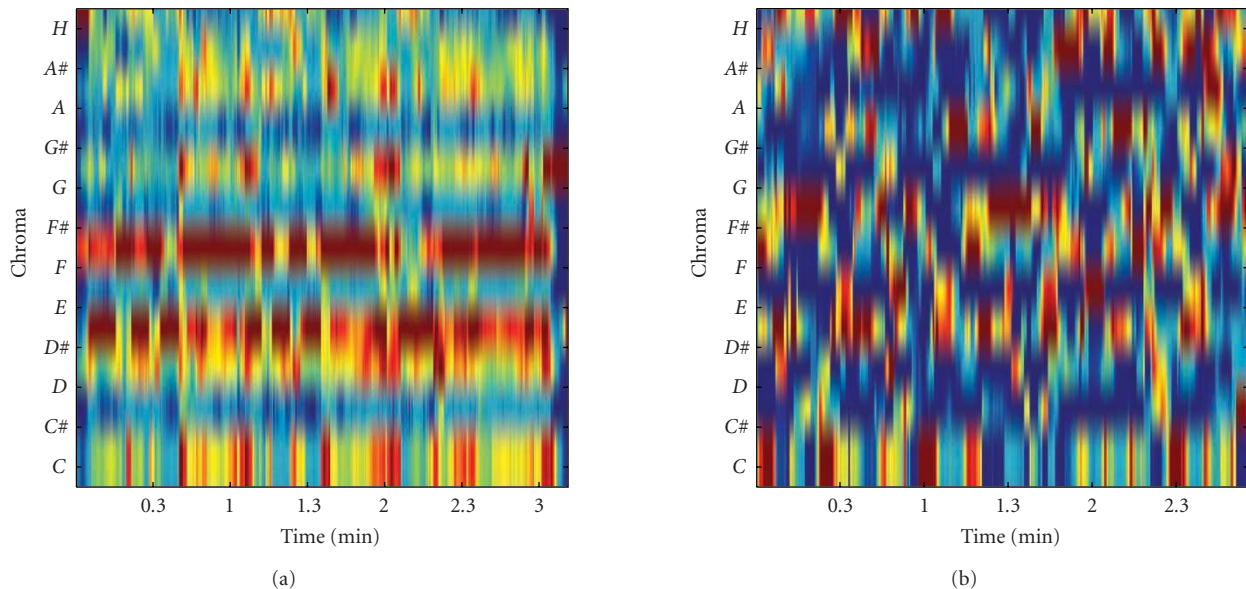 H
A#
A
G#
G
F#
F
E
D#
D
C#
C
Chroma
0.3 1 1.3 2 2.3 3
Time (min)
(a)
H
A#
A
G#
G
F#
F
E
D#
D
C#
C
Chroma
0.3 1 1.3 2 2.3
Time (min)
(b)